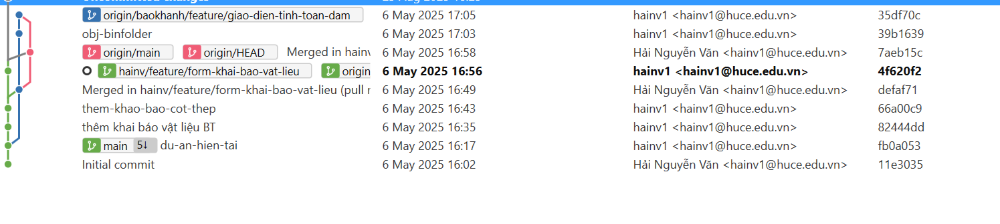 Uncommitted changes
origin/baokhanh/feature/giao-dien-tinh-toan-dam 6 May 2025 17:05 hainv1 <hainv1@huce.edu.vn> 35df70c
obj-binfolder 6 May 2025 17:03 hainv1 <hainv1@huce.edu.vn> 39b1639
origin/main origin/HEAD Merged in hainv 6 May 2025 16:58 Hải Nguyễn Văn <hainv1@huce.edu.vn> 7aeb15c
hainv/feature/form-khai-bao-vat-lieu origin 6 May 2025 16:56 hainv1 <hainv1@huce.edu.vn> 4f620f2
Merged in hainv/feature/form-khai-bao-vat-lieu (pull r 6 May 2025 16:49 Hải Nguyễn Văn <hainv1@huce.edu.vn> defaf71
them-khao-bao-cot-thep 6 May 2025 16:43 hainv1 <hainv1@huce.edu.vn> 66a00c9
thêm khai báo vật liệu BT 6 May 2025 16:35 hainv1 <hainv1@huce.edu.vn> 82444dd
main 5↓ du-an-hien-tai 6 May 2025 16:17 hainv1 <hainv1@huce.edu.vn> fb0a053
Initial commit 6 May 2025 16:02 Hải Nguyễn Văn <hainv1@huce.edu.vn> 11e3035